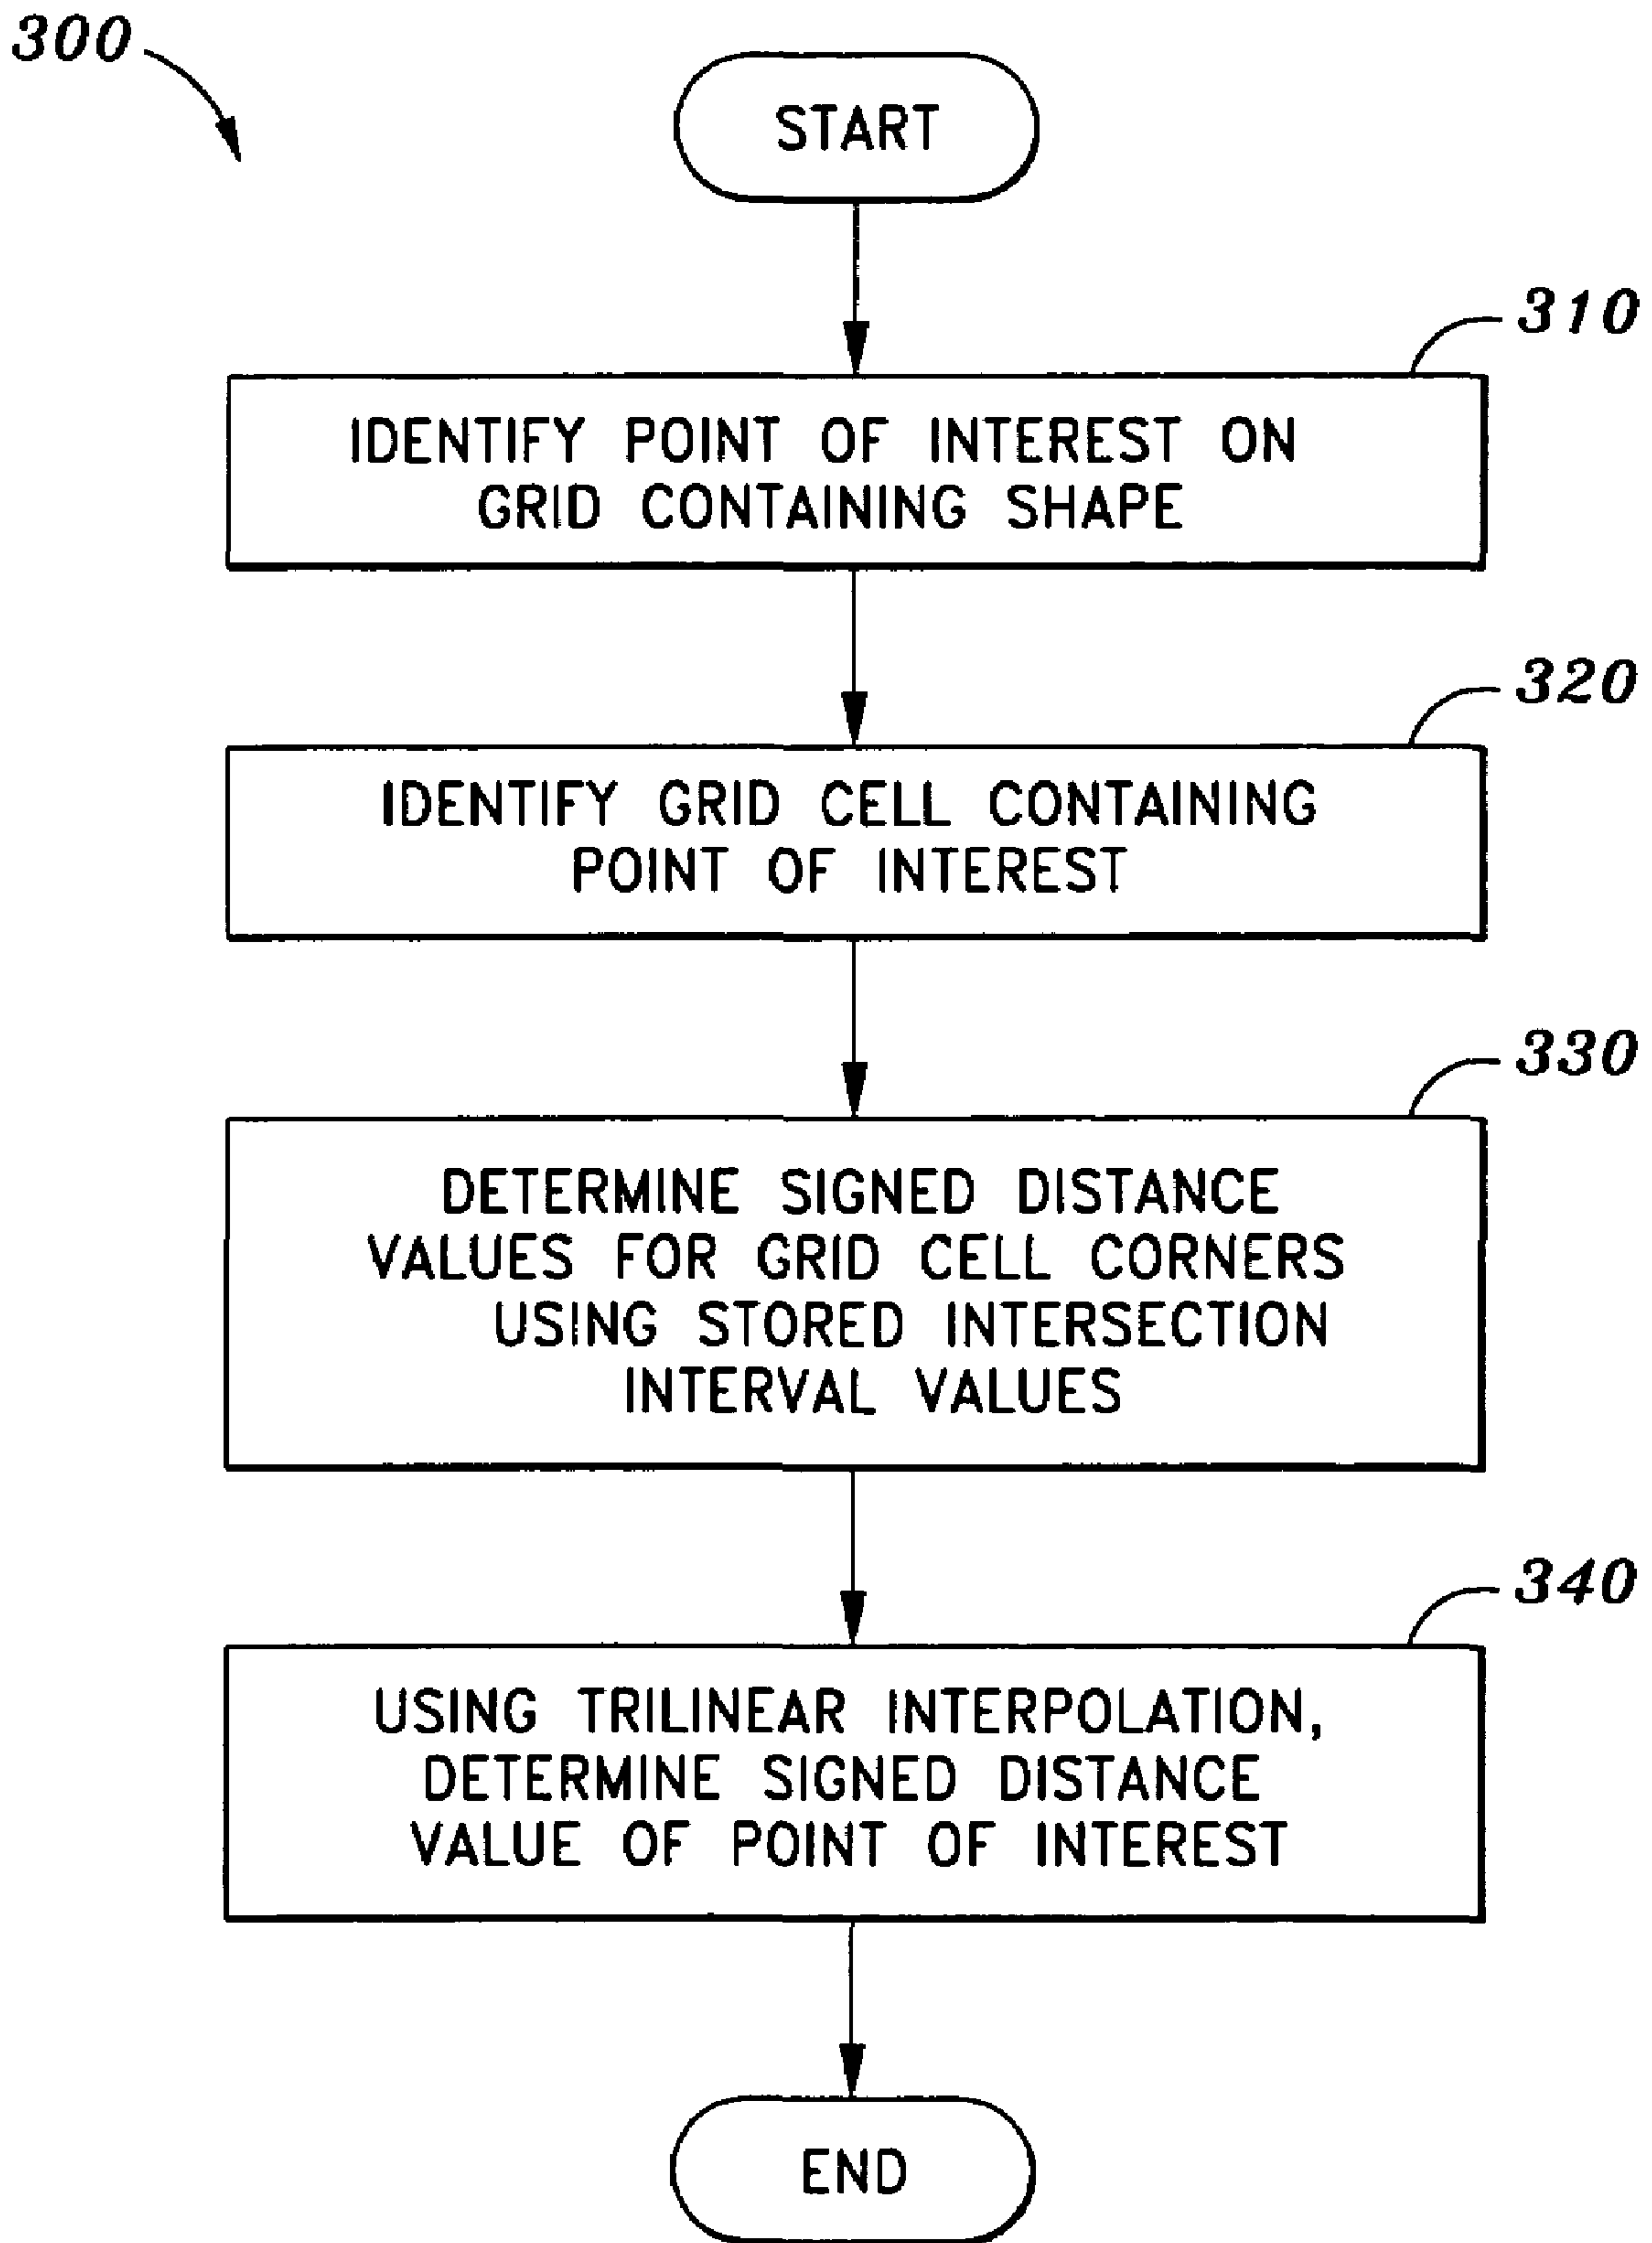 300
START
310
IDENTIFY POINT OF INTEREST ON
GRID CONTAINING SHAPE
320
IDENTIFY GRID CELL CONTAINING
POINT OF INTEREST
330
DETERMINE SIGNED DISTANCE
VALUES FOR GRID CELL CORNERS
USING STORED INTERSECTION
INTERVAL VALUES
340
USING TRILINEAR INTERPOLATION,
DETERMINE SIGNED DISTANCE
VALUE OF POINT OF INTEREST
END